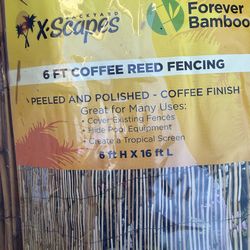 BACKYARD
X-SCAPES
Forever
Bamboo
6 FT COFFEE REED FENCING
PEELED AND POLISHED - COFFEE FINISH
Great for Many Uses:
• Cover Existing Fences
• Hide Pool Equipment
• Create a Tropical Screen
6 ft H X 16 ft L